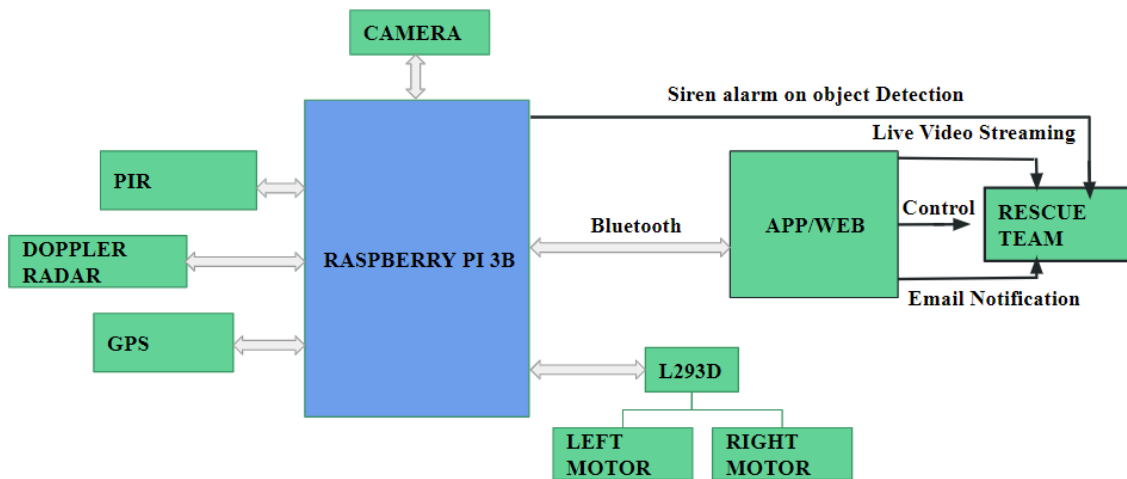 CAMERA
Siren alarm on object Detection
Live Video Streaming
PIR
RESCUE
TEAM
Control
APP/WEB
Bluetooth
DOPPLER
RADAR
RASPBERRY PI 3B
Email Notification
GPS
L293D
LEFT
MOTOR
RIGHT
MOTOR